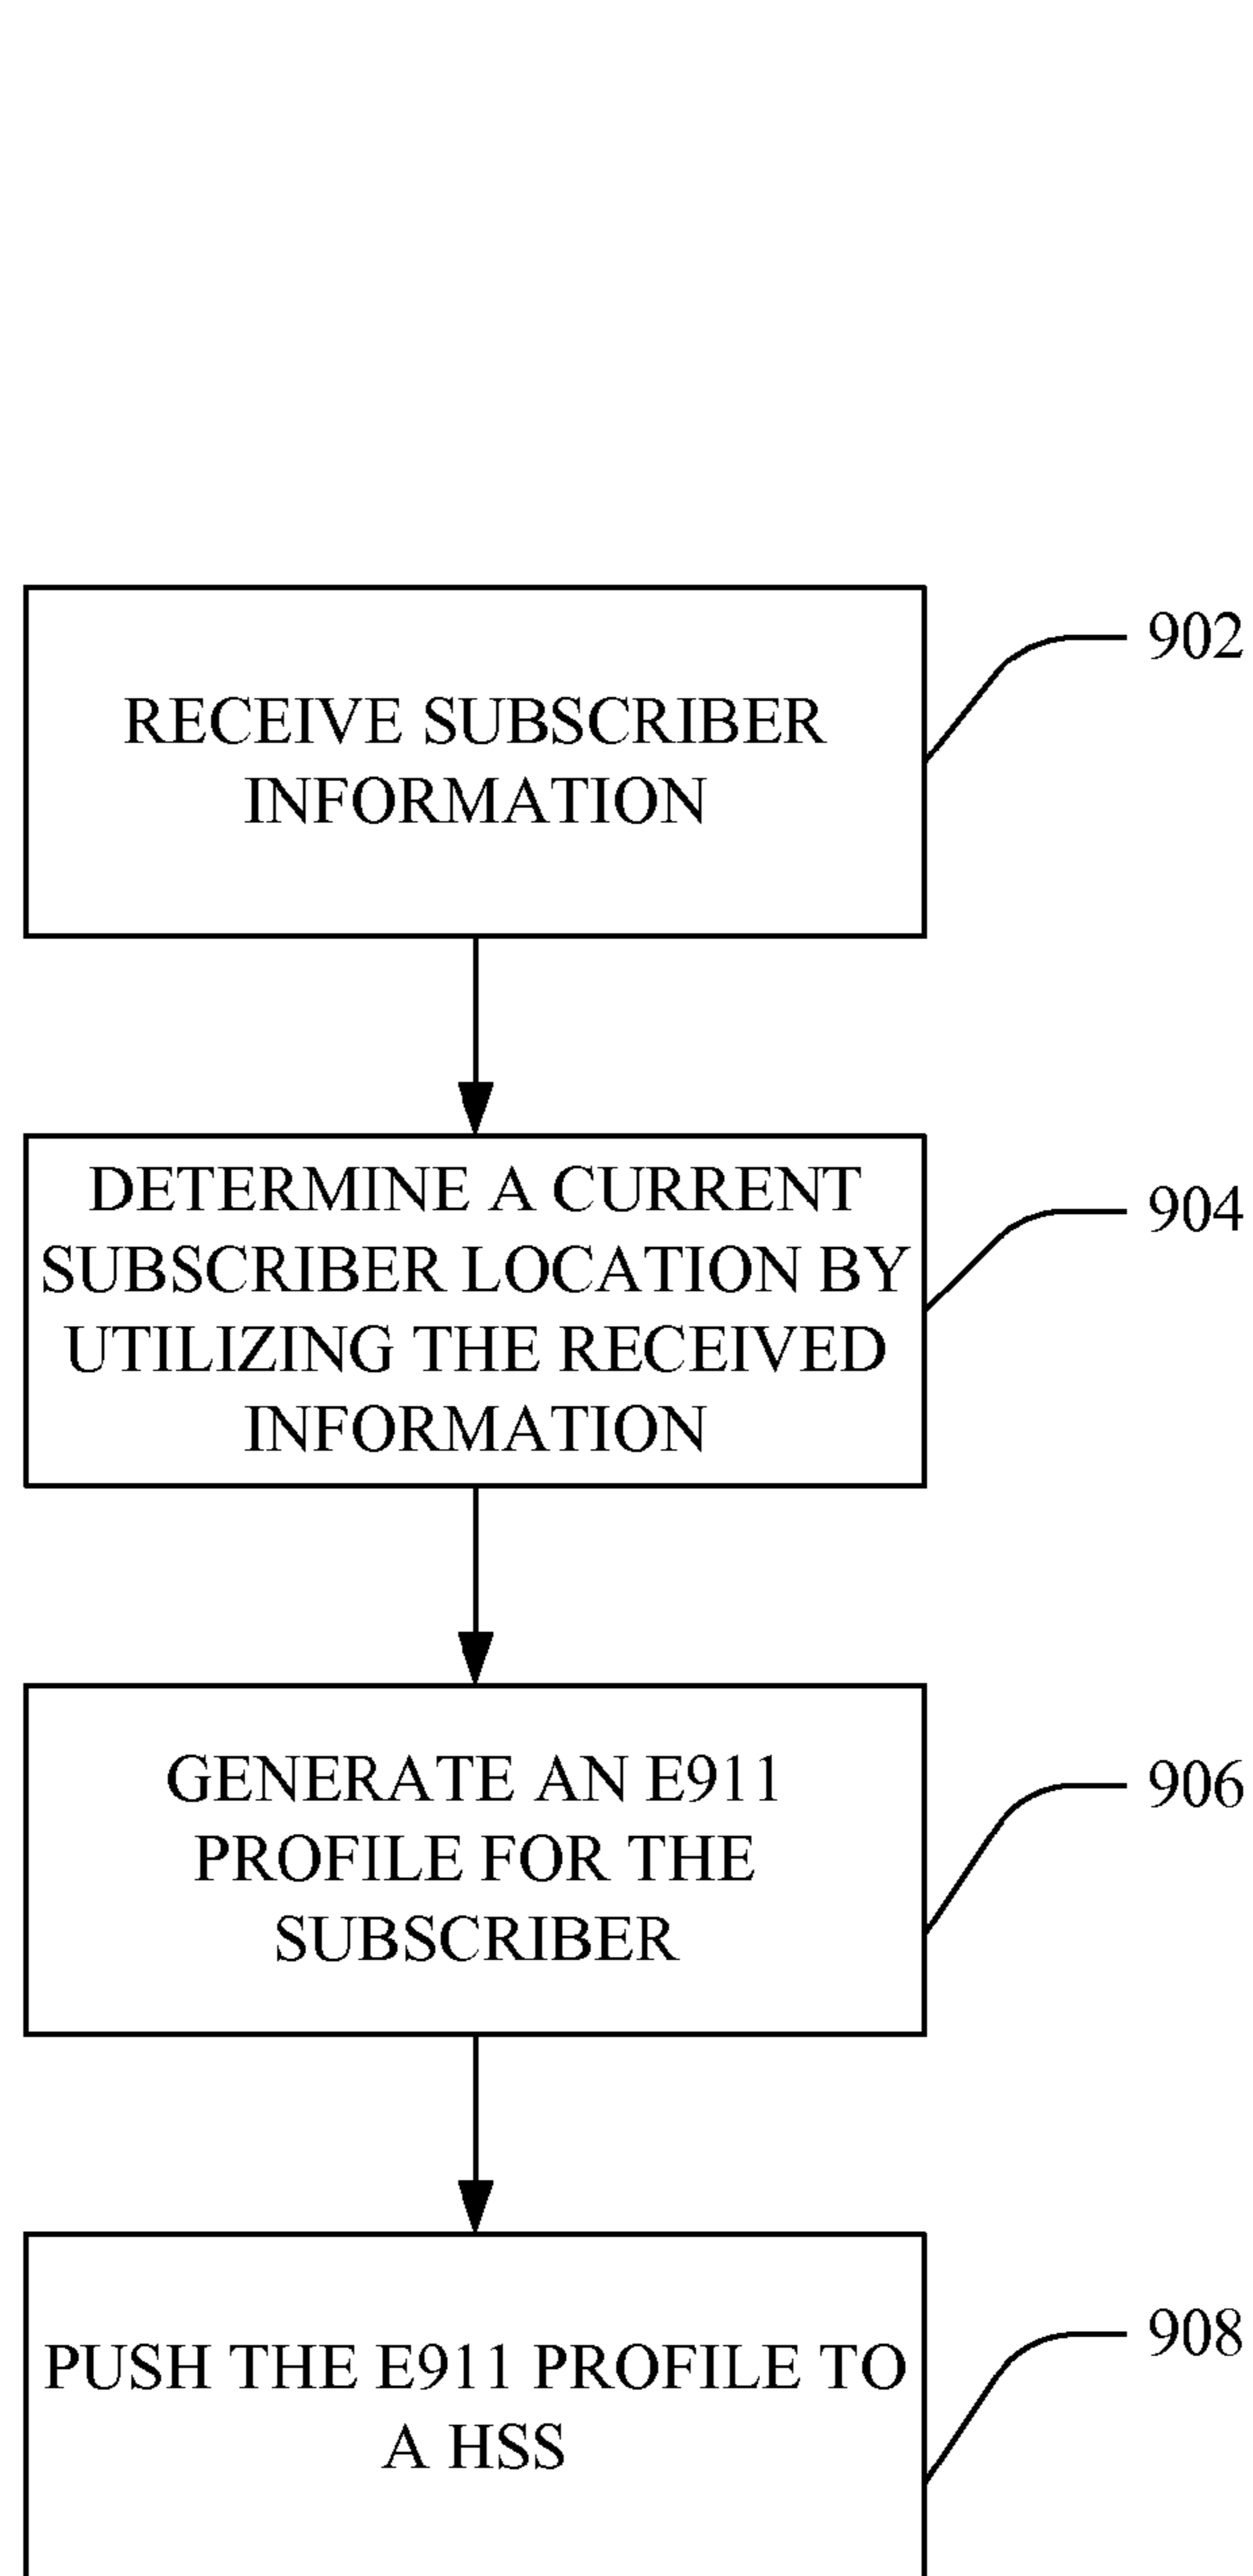 RECEIVE SUBSCRIBER
INFORMATION
902
DETERMINE A CURRENT
SUBSCRIBER LOCATION BY
UTILIZING THE RECEIVED
INFORMATION
904
GENERATE AN E911
PROFILE FOR THE
SUBSCRIBER
906
PUSH THE E911 PROFILE TO
A HSS
908